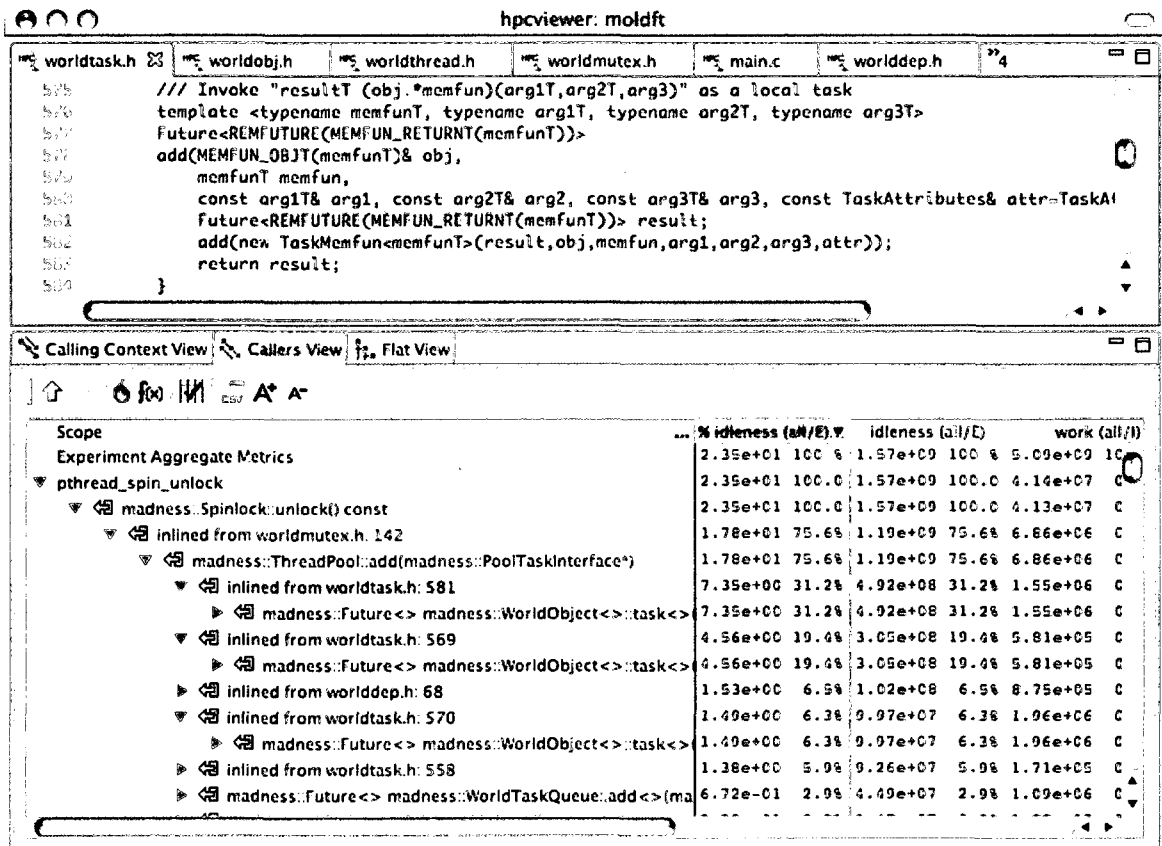 hpcviewer: moldft
worldtask.h worldobj.h worldthread.h worldmutex.h main.c worlddep.h »4
575 /// Invoke "resultT (obj.*memfun)(arg1T,arg2T,arg3)" as a local task
576 template <typename memfunT, typename arg1T, typename arg2T, typename arg3T>
577 Future<REMFUTURE(MEMFUN_RETURNT(memfunT))>
add(MEMFUN_OBJT(memfunT)& obj,
memfunT memfun,
580 const arg1T& arg1, const arg2T& arg2, const arg3T& arg3, const TaskAttributes& attr=TaskAt
581 Future<REMFUTURE(MEMFUN_RETURNT(memfunT))> result;
582 add(new TaskMemfun<memfunT>(result,obj,memfun,arg1,arg2,arg3,attr));
583 return result;
584 }
Calling Context View Callers View Flat View
f(x) CSV A+ A-
Scope ... % idleness (all/E) idleness (all/E) work (all/I)
Experiment Aggregate Metrics 2.35e+01 100 % 1.57e+09 100 % 5.09e+09 10
pthread_spin_unlock 2.35e+01 100.0 1.57e+09 100.0 4.14e+07 0
madness::Spinlock::unlock() const 2.35e+01 100.0 1.57e+09 100.0 4.13e+07 0
inlined from worldmutex.h: 142 1.78e+01 75.6% 1.19e+09 75.6% 6.86e+06 0
madness::ThreadPool::add(madness::PoolTaskInterface*) 1.78e+01 75.6% 1.19e+09 75.6% 6.86e+06 0
inlined from worldtask.h: 581 7.35e+00 31.2% 4.92e+08 31.2% 1.55e+06 0
madness::Future<> madness::WorldObject<>::task<>( 7.35e+00 31.2% 4.92e+08 31.2% 1.55e+06 0
inlined from worldtask.h: 569 4.56e+00 19.4% 3.05e+08 19.4% 5.81e+05 0
madness::Future<> madness::WorldObject<>::task<>( 4.56e+00 19.4% 3.05e+08 19.4% 5.81e+05 0
inlined from worlddep.h: 68 1.53e+00 6.5% 1.02e+08 6.5% 8.75e+05 0
inlined from worldtask.h: 570 1.49e+00 6.3% 9.97e+07 6.3% 1.96e+06 0
madness::Future<> madness::WorldObject<>::task<>( 1.49e+00 6.3% 9.97e+07 6.3% 1.96e+06 0
inlined from worldtask.h: 558 1.38e+00 5.9% 9.26e+07 5.9% 1.71e+05 0
madness::Future<> madness::WorldTaskQueue::add<>(ma 6.72e-01 2.9% 4.49e+07 2.9% 1.09e+06 0